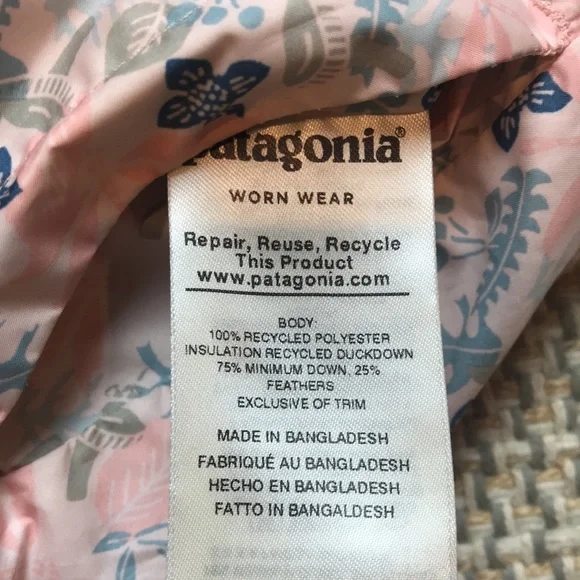 patagonia®
WORN WEAR
Repair, Reuse, Recycle
This Product
www.patagonia.com
BODY·
100% RECYCLED POLYESTER
INSULATION RECYCLED DUCKDOWN
75% MINIMUM DOWN, 25%
FEATHERS
EXCLUSIVE OF TRIM
MADE IN BANGLADESH
FABRIQUÉ AU BANGLADESH
HECHO EN BANGLADESH
FATTO IN BANGALDESH